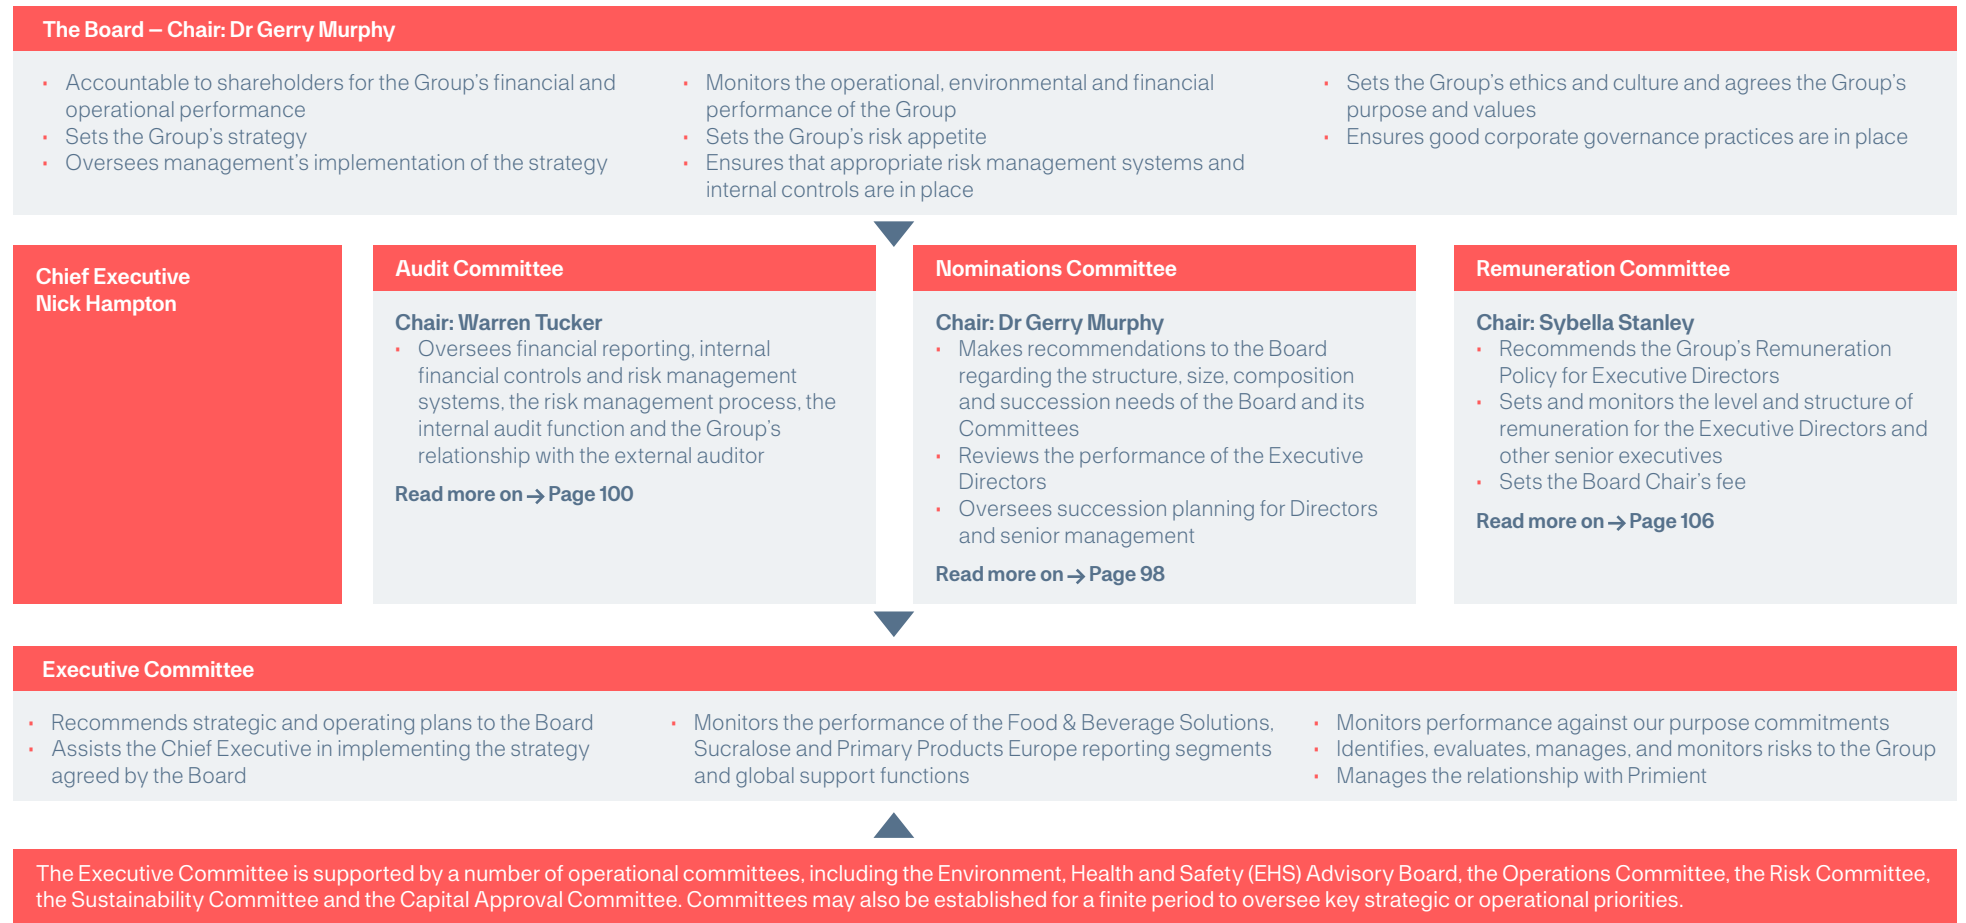 The Board – Chair: Dr Gerry Murphy
· Accountable to shareholders for the Group's financial and
operational performance
· Sets the Group's strategy
· Oversees management's implementation of the strategy
· Monitors the operational, environmental and financial
performance of the Group
· Sets the Group's risk appetite
· Ensures that appropriate risk management systems and
internal controls are in place
· Sets the Group's ethics and culture and agrees the Group's
purpose and values
· Ensures good corporate governance practices are in place
Chief Executive
Nick Hampton
Audit Committee
Chair: Warren Tucker
· Oversees financial reporting, internal
financial controls and risk management
systems, the risk management process, the
internal audit function and the Group's
relationship with the external auditor
Read more on → Page 100
Nominations Committee
Chair: Dr Gerry Murphy
· Makes recommendations to the Board
regarding the structure, size, composition
and succession needs of the Board and its
Committees
· Reviews the performance of the Executive
Directors
· Oversees succession planning for Directors
and senior management
Read more on → Page 98
Remuneration Committee
Chair: Sybella Stanley
· Recommends the Group's Remuneration
Policy for Executive Directors
· Sets and monitors the level and structure of
remuneration for the Executive Directors and
other senior executives
· Sets the Board Chair's fee
Read more on → Page 106
Executive Committee
· Recommends strategic and operating plans to the Board
· Assists the Chief Executive in implementing the strategy
agreed by the Board
· Monitors the performance of the Food & Beverage Solutions,
Sucralose and Primary Products Europe reporting segments
and global support functions
· Monitors performance against our purpose commitments
· Identifies, evaluates, manages, and monitors risks to the Group
· Manages the relationship with Primient
The Executive Committee is supported by a number of operational committees, including the Environment, Health and Safety (EHS) Advisory Board, the Operations Committee, the Risk Committee,
the Sustainability Committee and the Capital Approval Committee. Committees may also be established for a finite period to oversee key strategic or operational priorities.